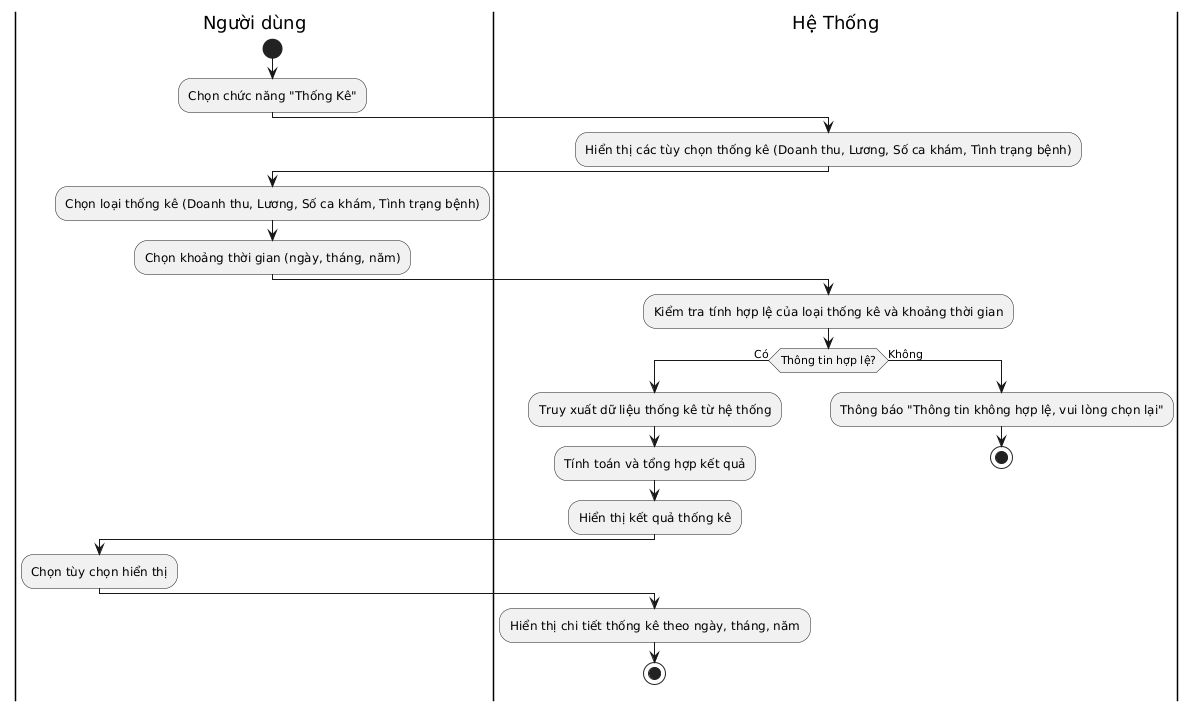 Người dùng
Hệ Thống
Chọn chức năng "Thống Kê"
Hiển thị các tùy chọn thống kê (Doanh thu, Lương, Số ca khám, Tình trạng bệnh)
Chọn loại thống kê (Doanh thu, Lương, Số ca khám, Tình trạng bệnh)
Chọn khoảng thời gian (ngày, tháng, năm)
Kiểm tra tính hợp lệ của loại thống kê và khoảng thời gian
Có
Thông tin hợp lệ?
Không
Truy xuất dữ liệu thống kê từ hệ thống
Thông báo "Thông tin không hợp lệ, vui lòng chọn lại"
Tính toán và tổng hợp kết quả
Hiển thị kết quả thống kê
Chọn tùy chọn hiển thị
Hiển thị chi tiết thống kê theo ngày, tháng, năm